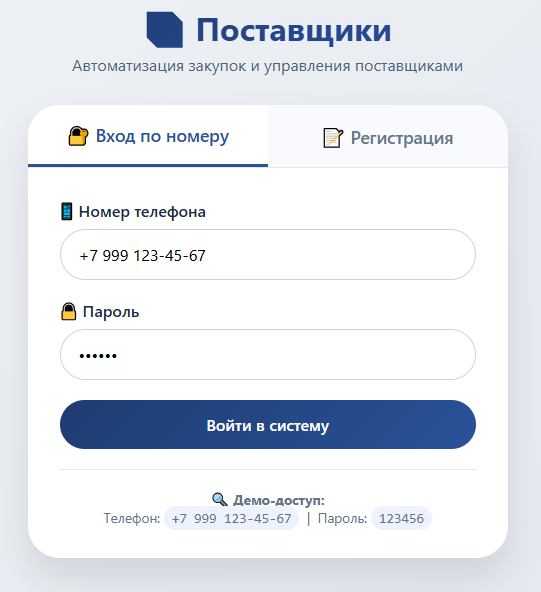 Поставщики
Автоматизация закупок и управления поставщиками
Вход по номеру
Регистрация
Номер телефона
+7 999 123-45-67
Пароль
••••••
Войти в систему
Демо-доступ:
Телефон: +7 999 123-45-67 | Пароль: 123456